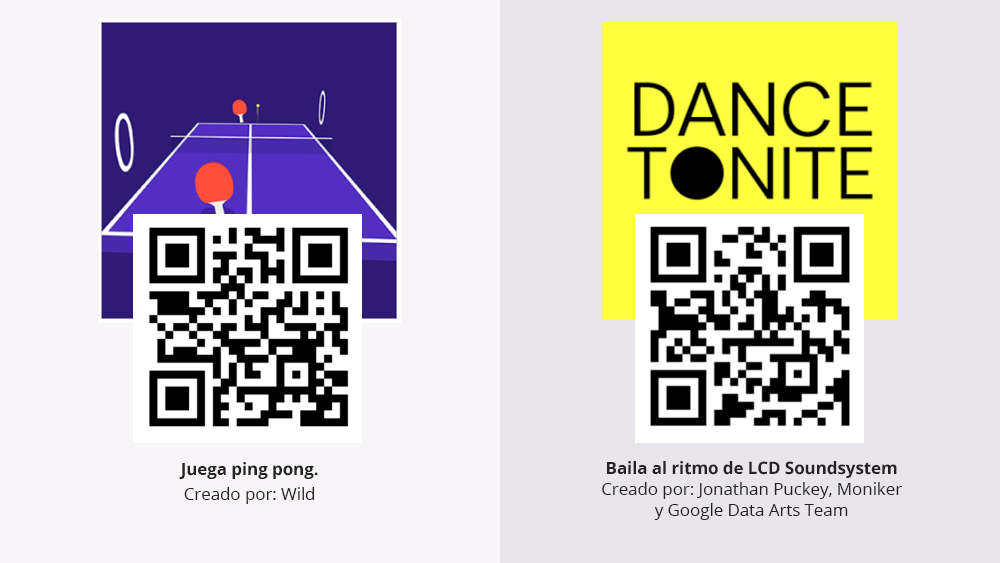 DANCE
TONITE
Juega ping pong.
Creado por: Wild
Baila al ritmo de LCD Soundsystem
Creado por: Jonathan Puckey, Moniker
y Google Data Arts Team